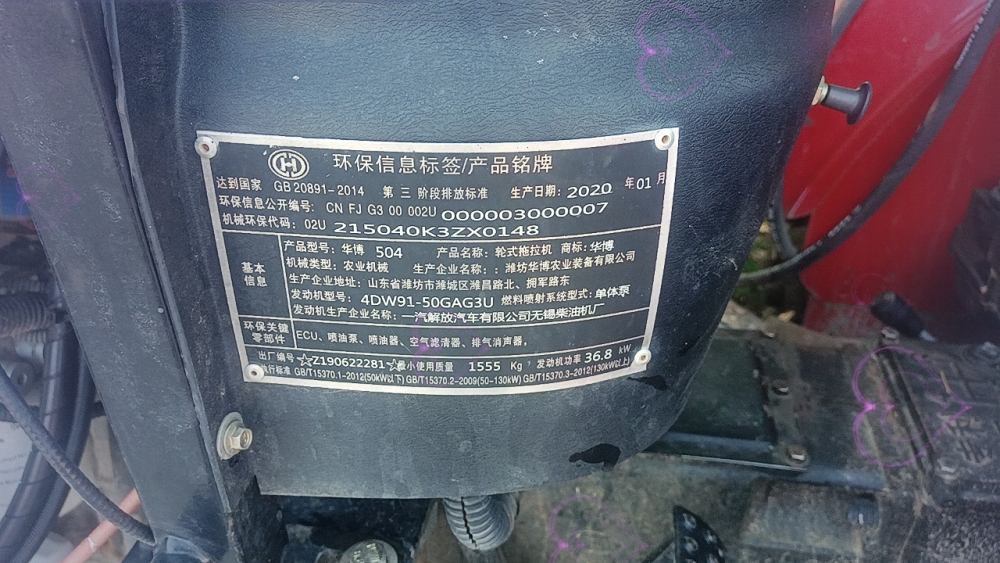 环保信息标签/产品铭牌
达到国家 GB 20891-2014 第 三 阶段排放标准 生产日期: 2020 年 01 月
环保信息公开编号: CN FJ G3 00 002U 000003000007
机械环保代码: 02U 215040K3ZX0148
基本信息
产品型号: 华博 504 产品名称: 轮式拖拉机 商标: 华博
机械类型: 农业机械 生产企业名称: : 潍坊华博农业装备有限公司
生产企业地址: 山东省潍坊市潍城区潍昌路北、拥军路东
发动机型号: 4DW91-50GAG3U 燃料喷射系统型式: 单体泵
发动机生产企业名称: 一汽解放汽车有限公司无锡柴油机厂
环保关键零部件
ECU、喷油泵、喷油器、空气滤清器、排气消声器,
出厂编号 ☆Z190622281☆ 最小使用质量 1555 Kg, 发动机功率 36.8 kW
执行标准 GB/T15370.1-2012(50kW以下) GB/T15370.2-2009(50-130kW) GB/T15370.3-2012(130kW以上)